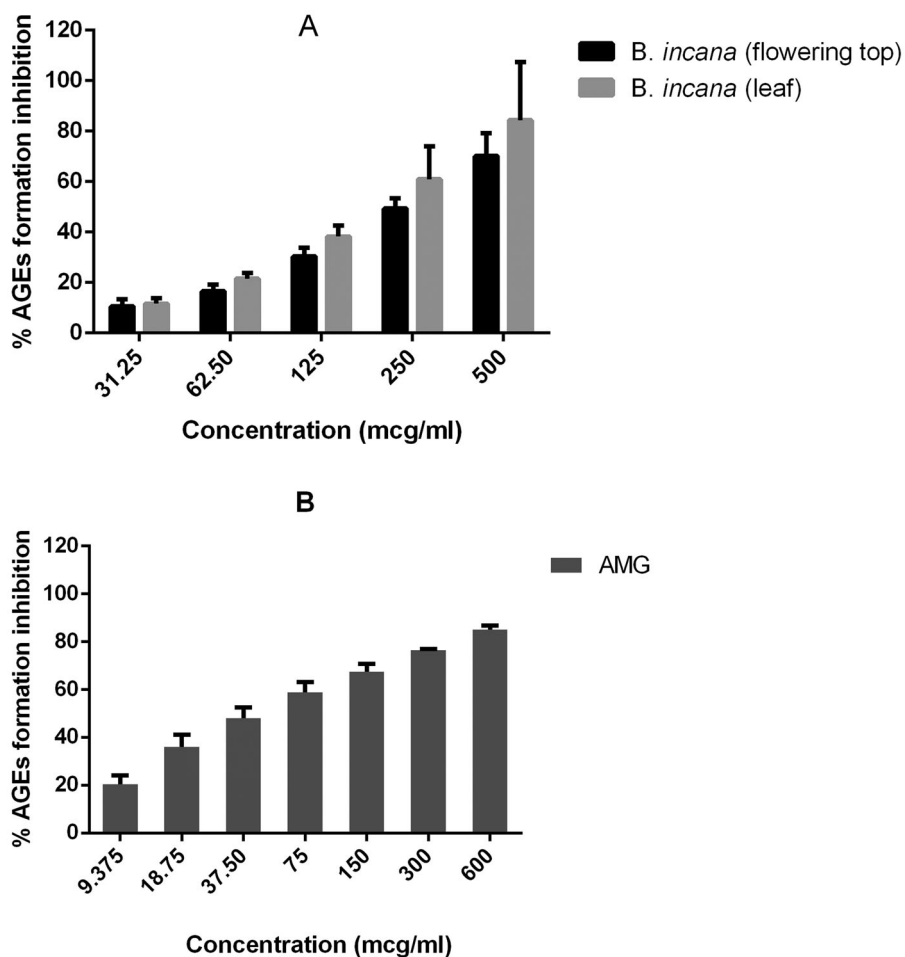 A
% AGEs formation inhibition
120
100
80
60
40
20
0
31.25
62.50
125
250
500
Concentration (mcg/ml)
B. incana (flowering top)
B. incana (leaf)
B
% AGEs formation inhibition
120
100
80
60
40
20
0
9.375
18.75
37.50
75
150
300
600
Concentration (mcg/ml)
AMG